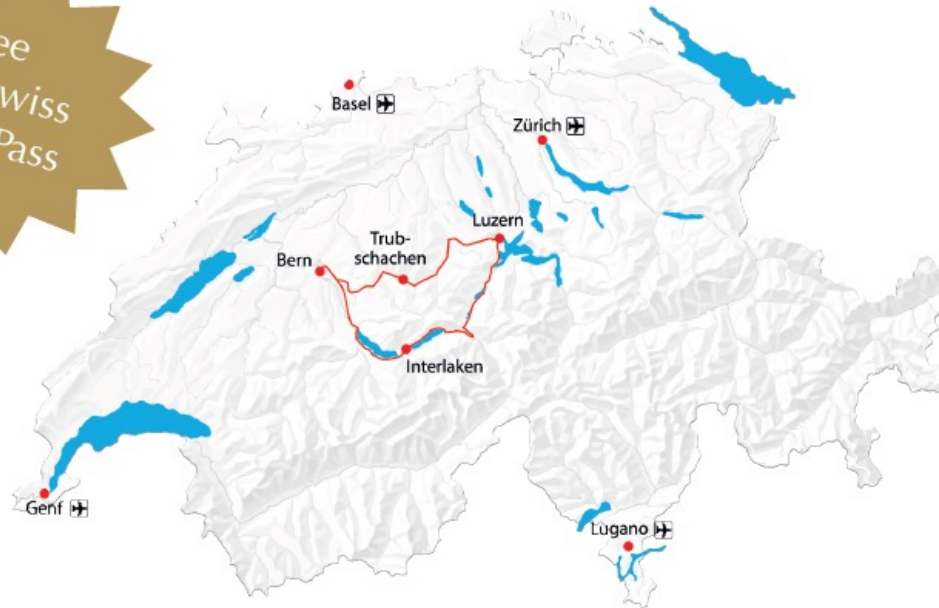 ee
wiss
Pass
Basel
Zürich
Luzern
Trub-
schachen
Bern
Interlaken
Genf
Lugano